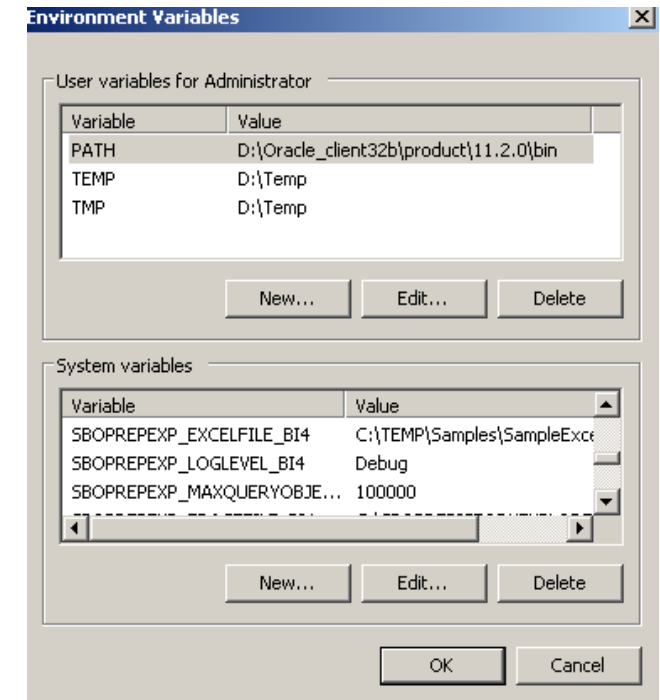 Environment Variables
User variables for Administrator
Variable Value
PATH D:\Oracle_client32b\product\11.2.0\bin
TEMP D:\Temp
TMP D:\Temp
New... Edit... Delete
System variables
Variable Value
SBOPREPEXP_EXCELFILE_BI4 C:\TEMP\Samples\SampleExce
SBOPREPEXP_LOGLEVEL_BI4 Debug
SBOPREPEXP_MAXQUERYOBJE... 100000
New... Edit... Delete
OK Cancel